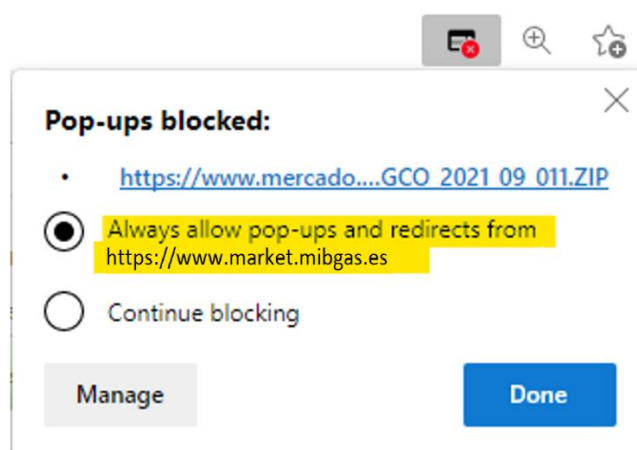 Pop-ups blocked:
https://www.mercado....GCO_2021_09_011.ZIP
Always allow pop-ups and redirects from
https://www.market.mibgas.es
Continue blocking
Manage
Done